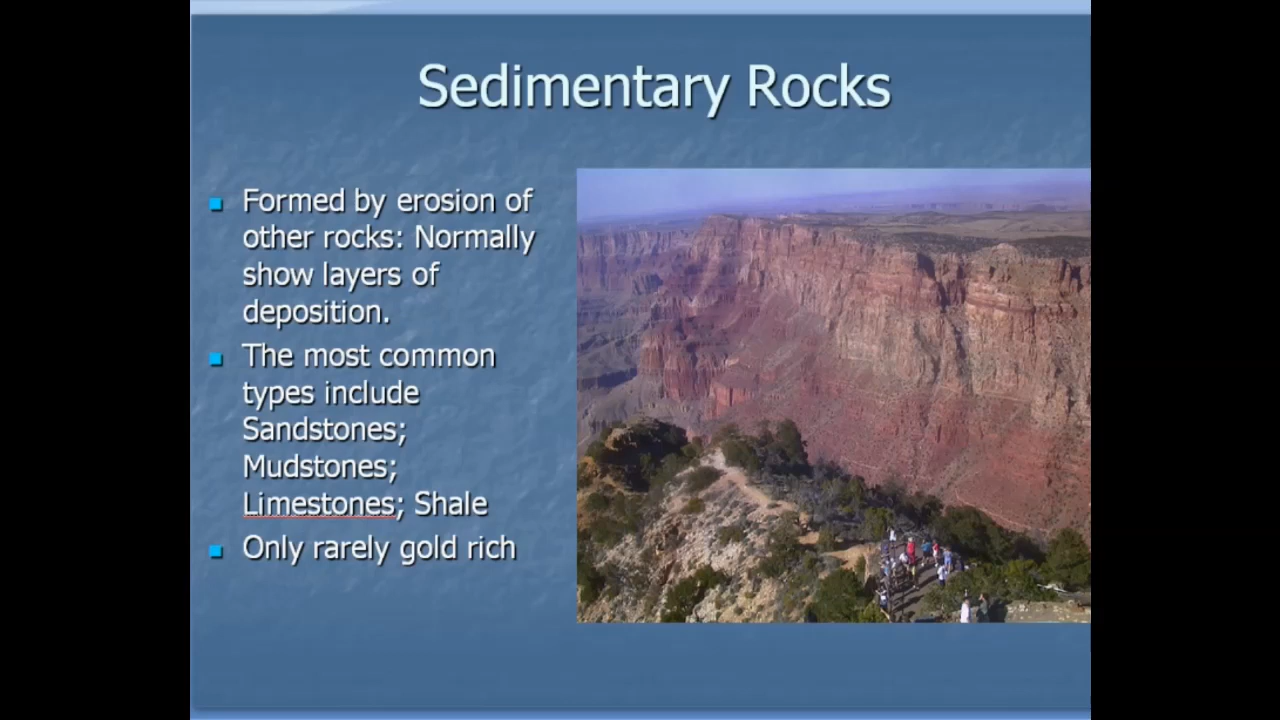 Sedimentary Rocks
Formed by erosion of
other rocks: Normally
show layers of
deposition.
The most common
types include
Sandstones;
Mudstones;
Limestones; Shale
Only rarely gold rich